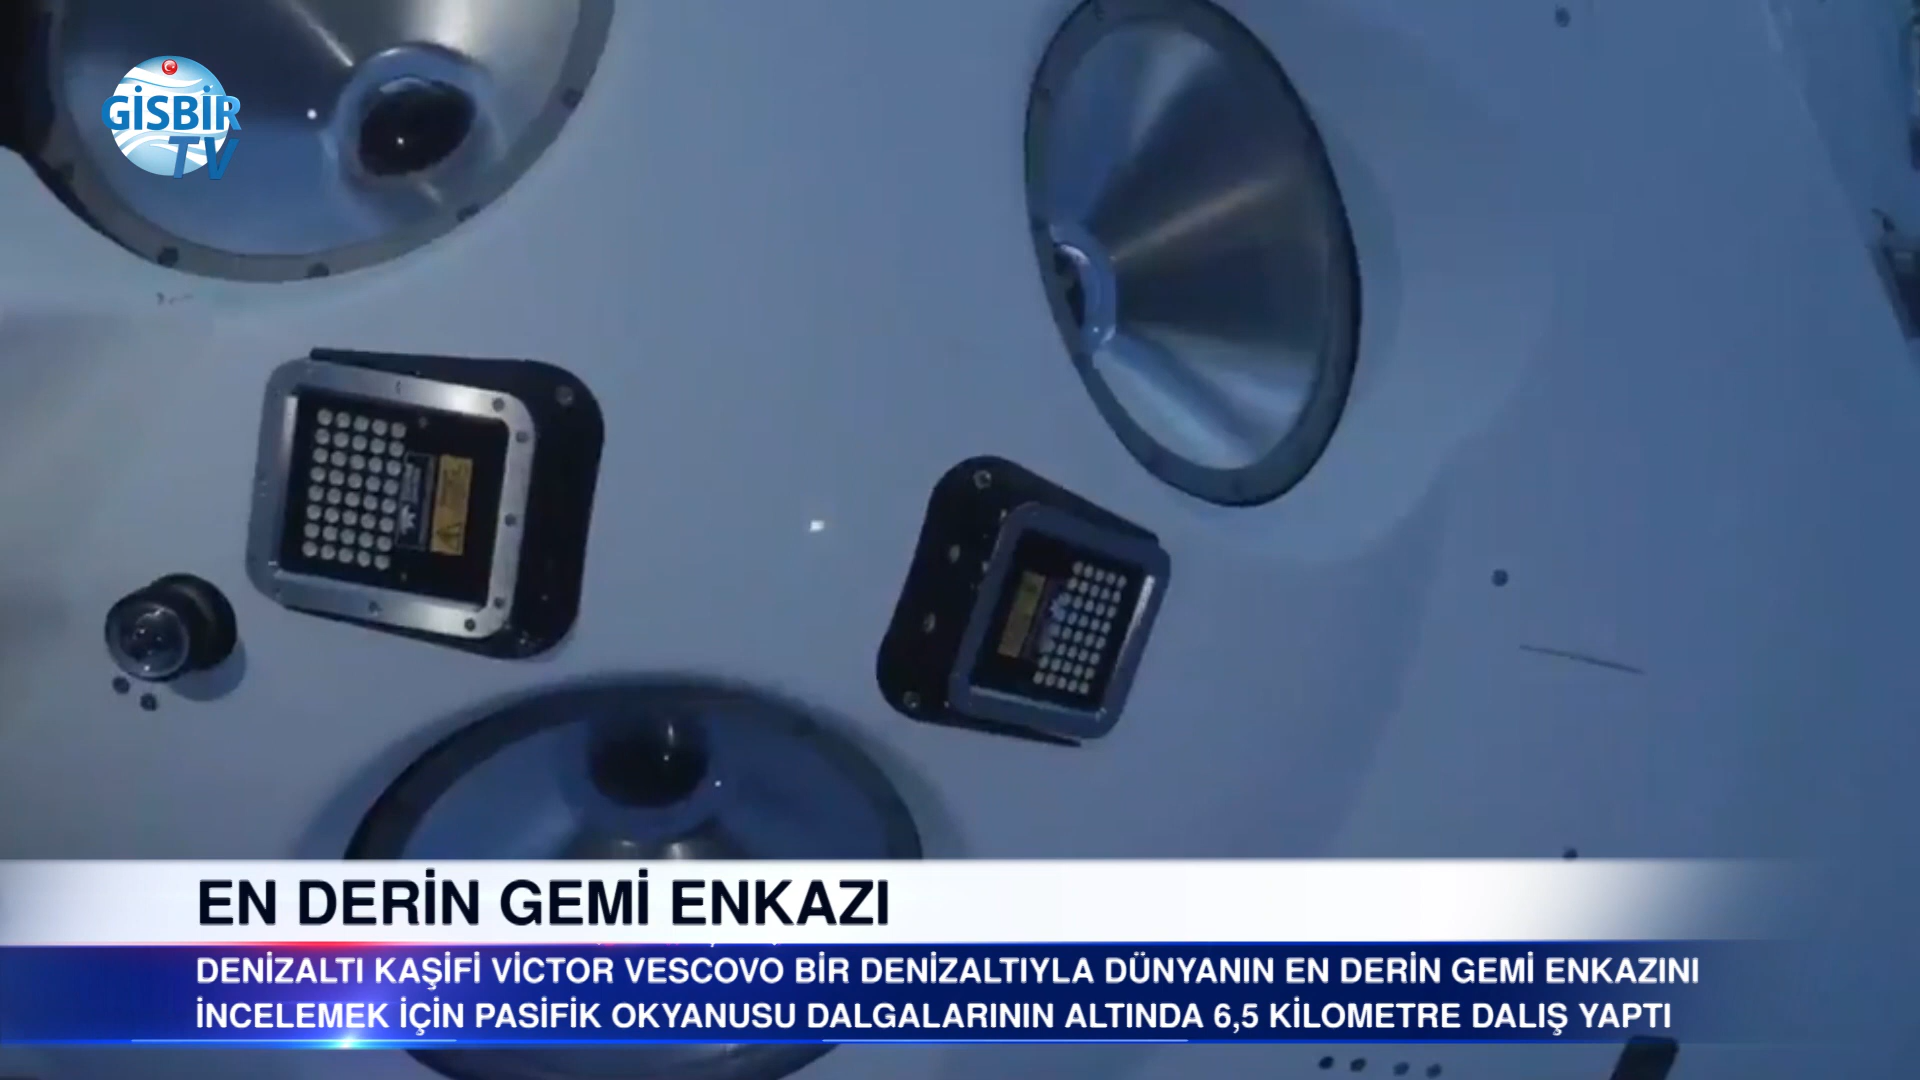 GİSBİR
TV
EN DERİN GEMİ ENKAZI
DENİZALTI KAŞİFİ VİCTOR VESCOVO BİR DENİZALTIYLA DÜNYANIN EN DERİN GEMİ ENKAZINI
İNCELEMEK İÇİN PASİFİK OKYANUSU DALGALARININ ALTINDA 6,5 KİLOMETRE DALIŞ YAPTI